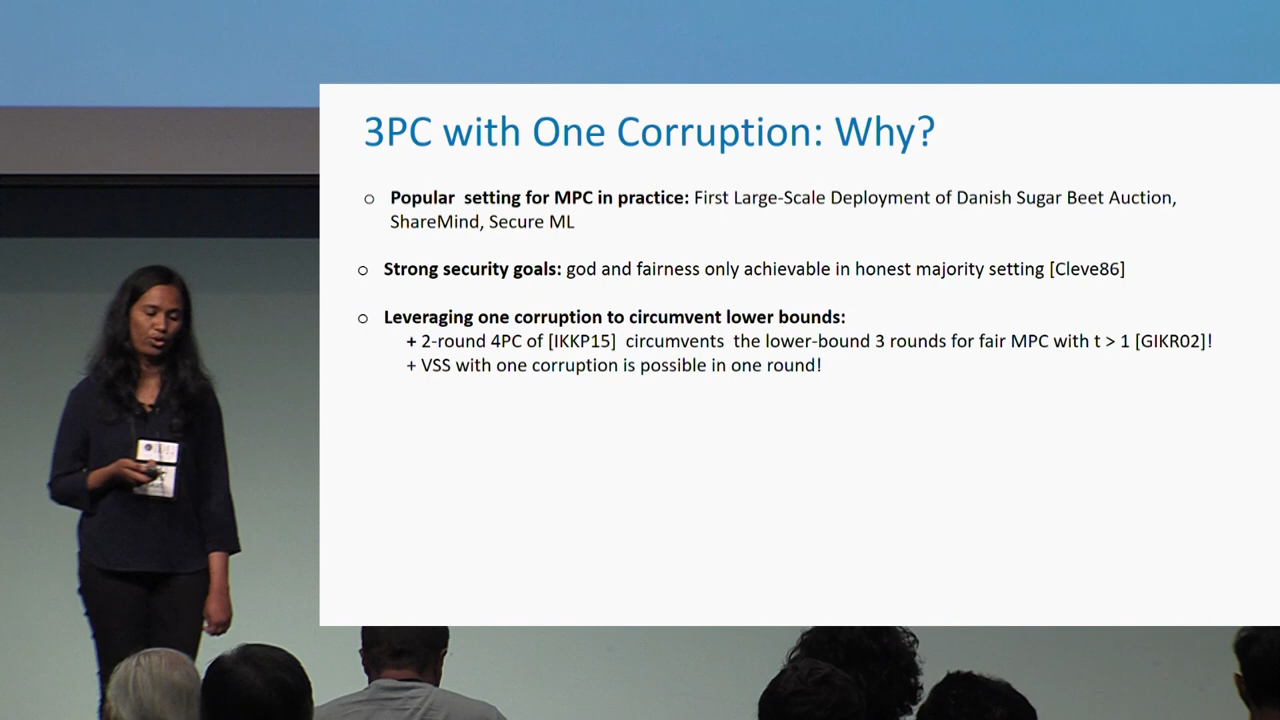 3PC with One Corruption: Why?
○ Popular setting for MPC in practice: First Large-Scale Deployment of Danish Sugar Beet Auction,
ShareMind, Secure ML
○ Strong security goals: god and fairness only achievable in honest majority setting [Cleve86]
○ Leveraging one corruption to circumvent lower bounds:
+ 2-round 4PC of [IKKP15] circumvents the lower-bound 3 rounds for fair MPC with t > 1 [GIKR02]!
+ VSS with one corruption is possible in one round!